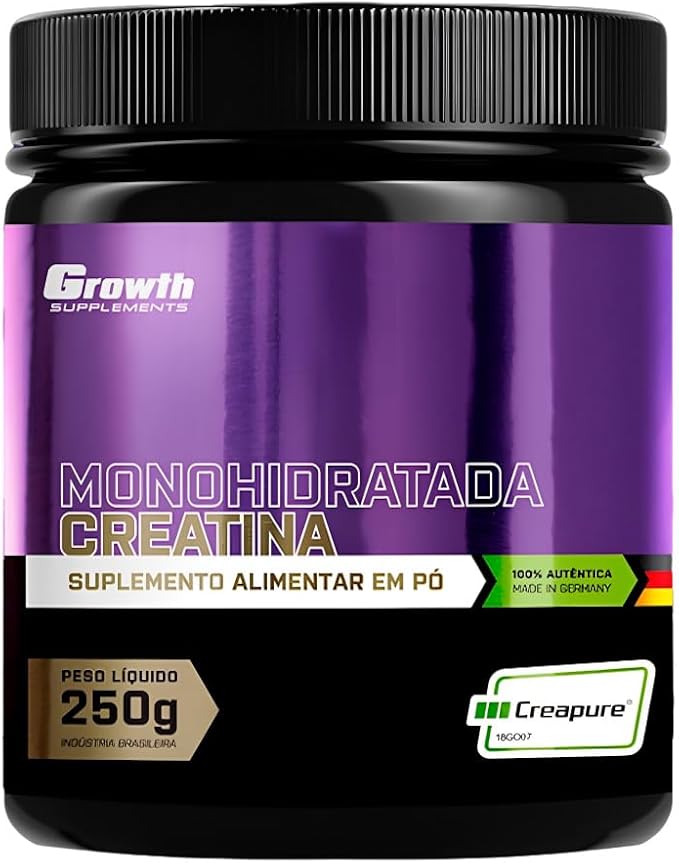 Growth
SUPPLEMENTS
MONOHIDRATADA
CREATINA
SUPLEMENTO ALIMENTAR EM PÓ
100% AUTÊNTICA
MADE IN GERMANY
PESO LÍQUIDO
250g
INDÚSTRIA BRASILEIRA
Creapure®
18GO07